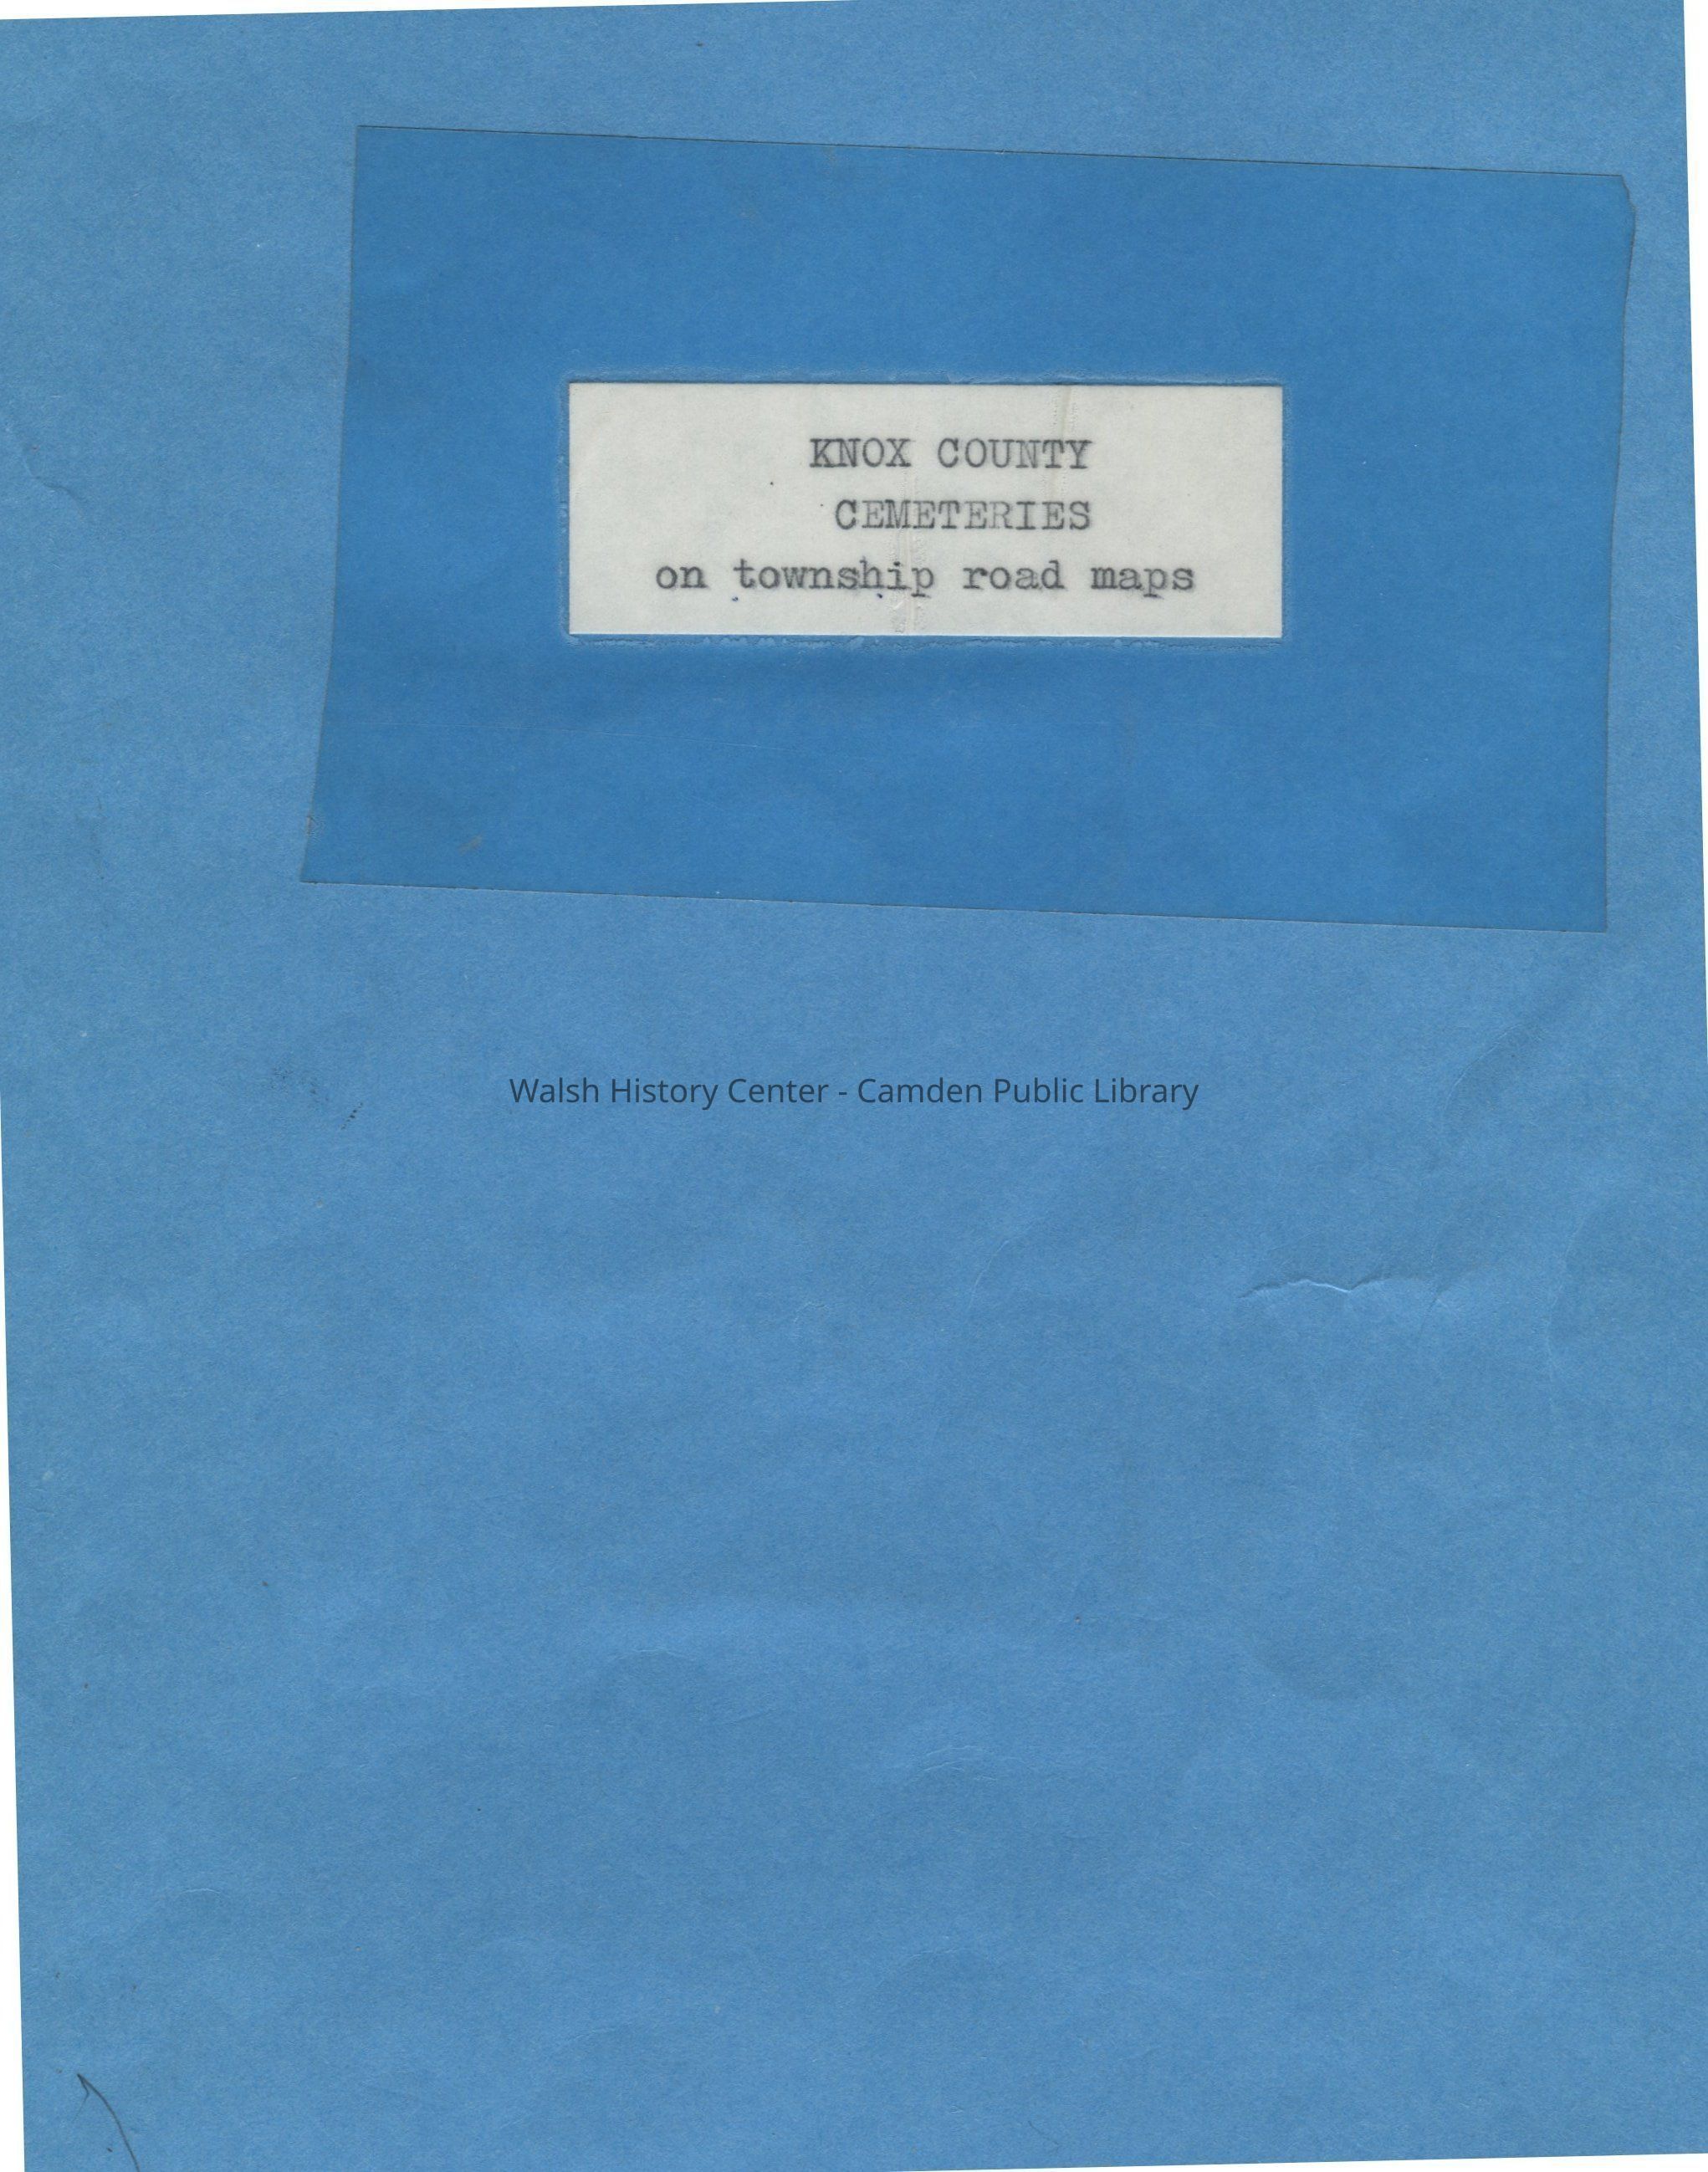 KNOX COUNTY
CEMETERIES
on township road maps
Walsh History Center - Camden Public Library